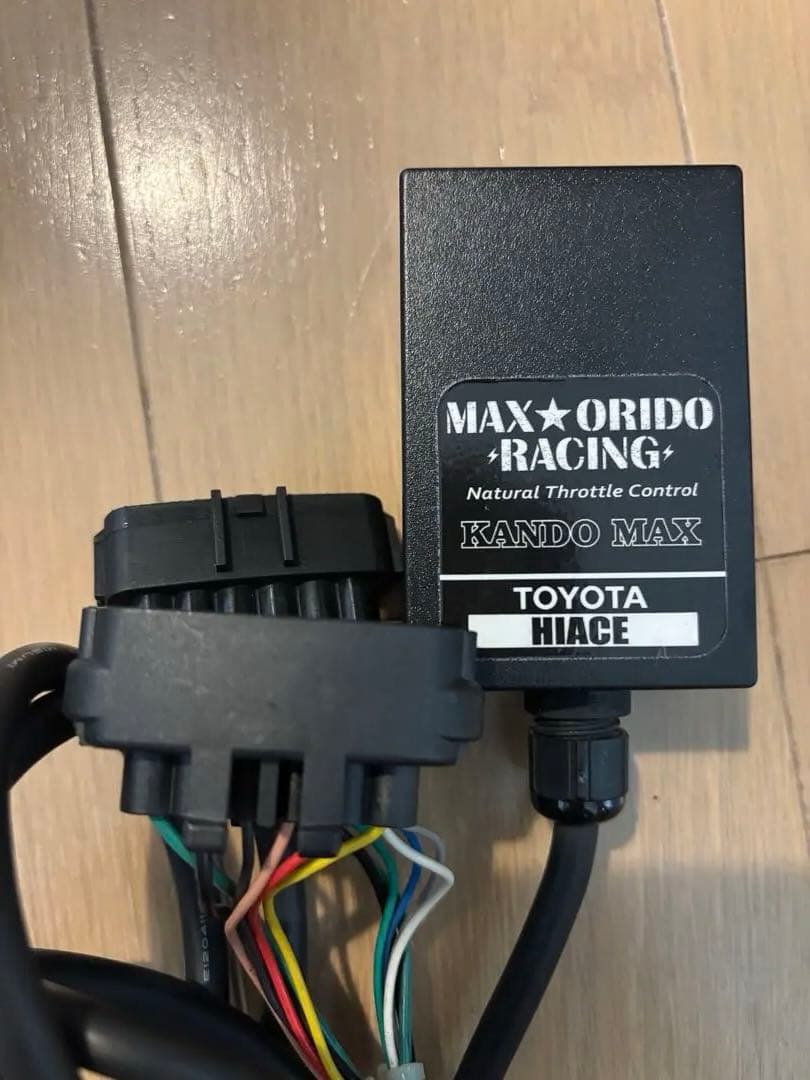 MAX★ORIDO
RACING
Natural Throttle Control
KANDO MAX
TOYOTA
HIACE